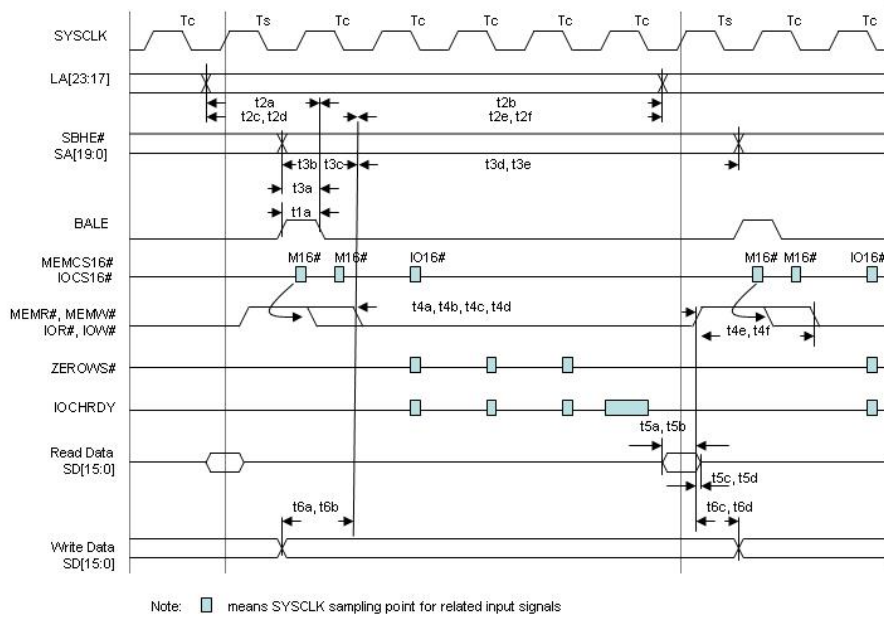 Tc Ts Tc Tc Tc Tc Tc Ts Tc Tc
SYSCLK
LA[23:17]
t2a t2b
t2c, t2d t2e, t2f
SBHE#
SA[19:0]
t3b t3c t3d, t3e
t3a
t1a
BALE
MEMCS16#
IOCS16#
M16# M16# IO16# M16# M16# IO16#
MEMR#, MEMW#
IOR#, IOW#
t4a, t4b, t4c, t4d
t4e, t4f
ZEROWS#
IOCHRDY
t5a, t5b
Read Data
SD[15:0]
t5c, t5d
t6a, t6b t6c, t6d
Write Data
SD[15:0]
Note: means SYSCLK sampling point for related input signals